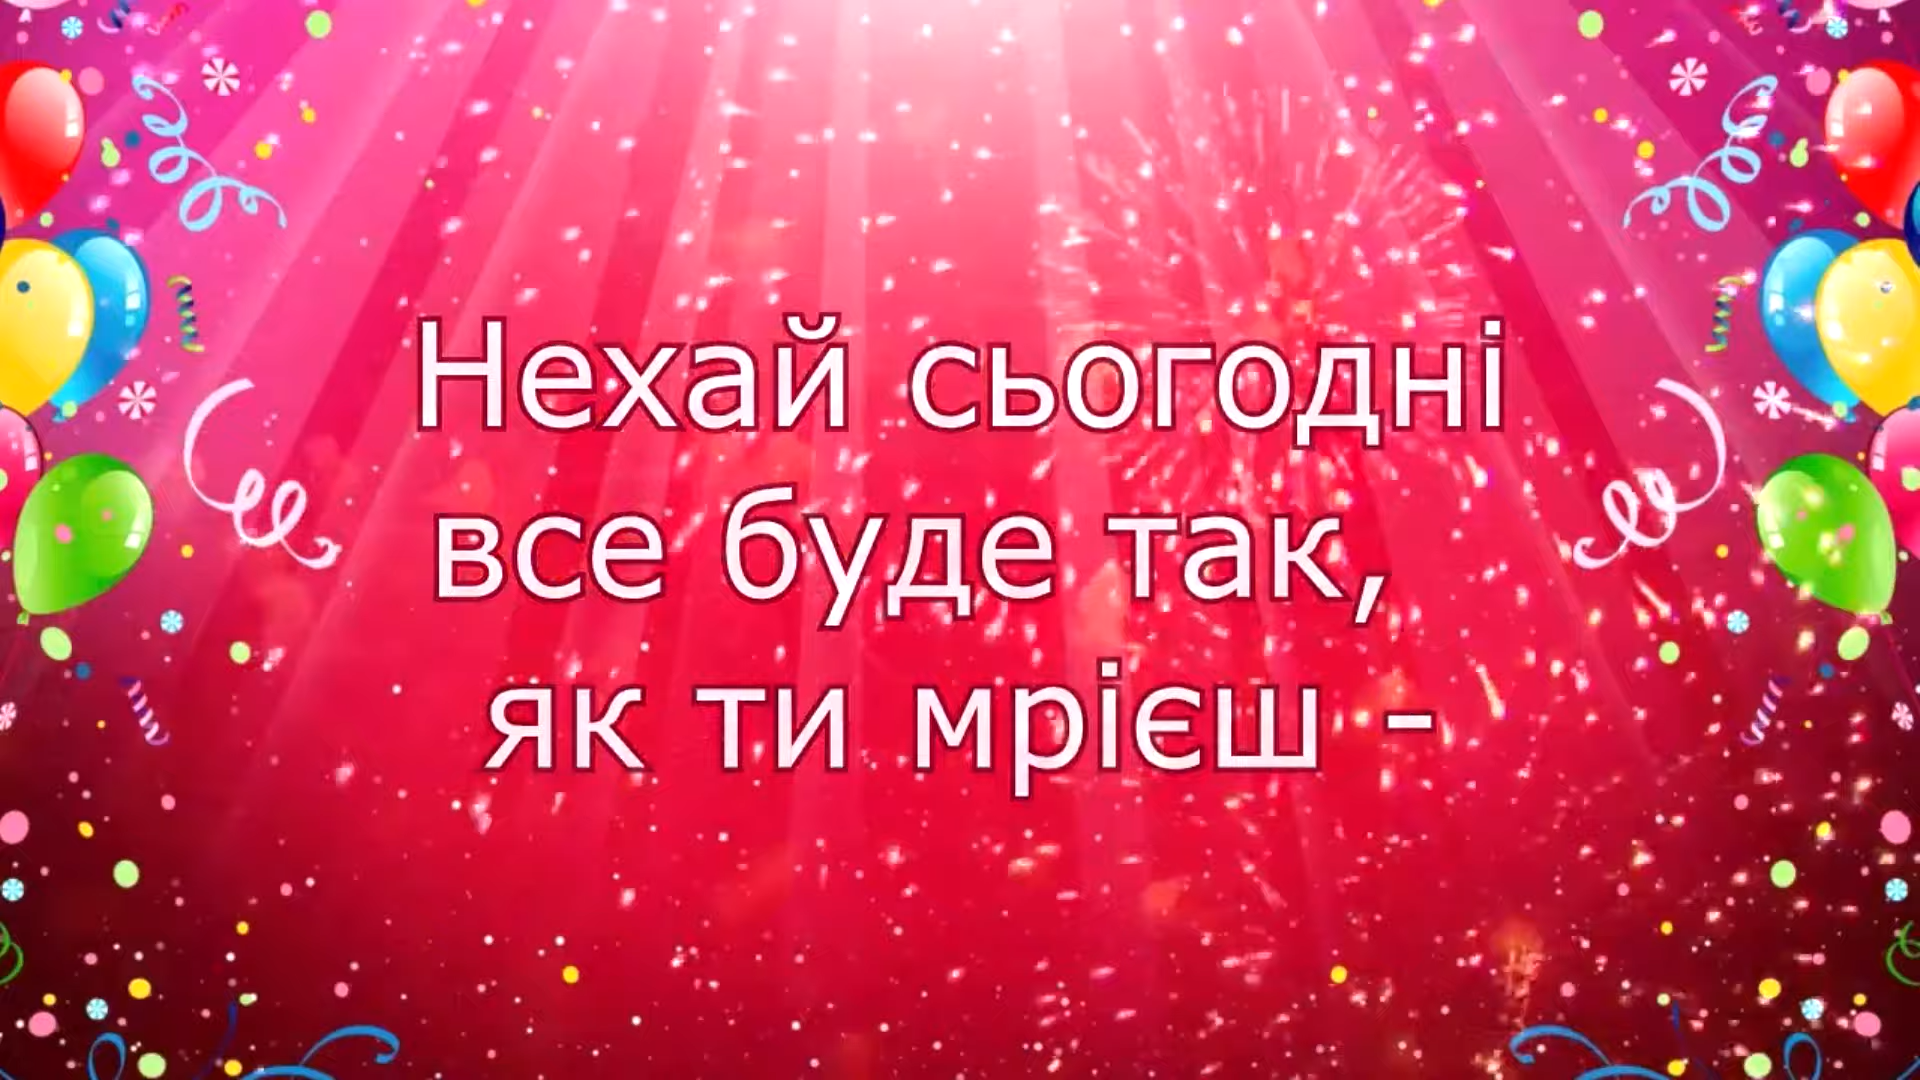 Нехай сьогодні
все буде так,
як ти мрієш -